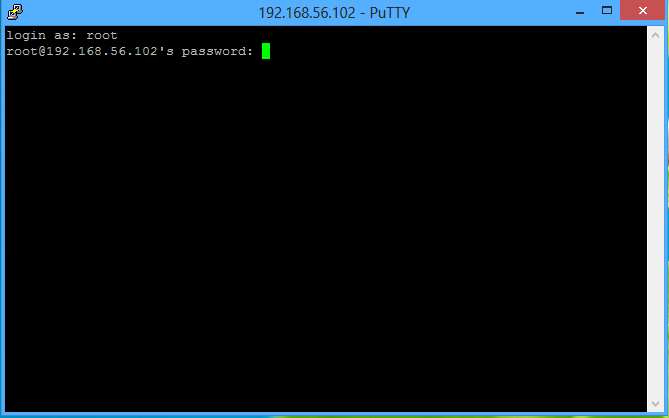 192.168.56.102 - PuTTY
login as: root
root@192.168.56.102's password: